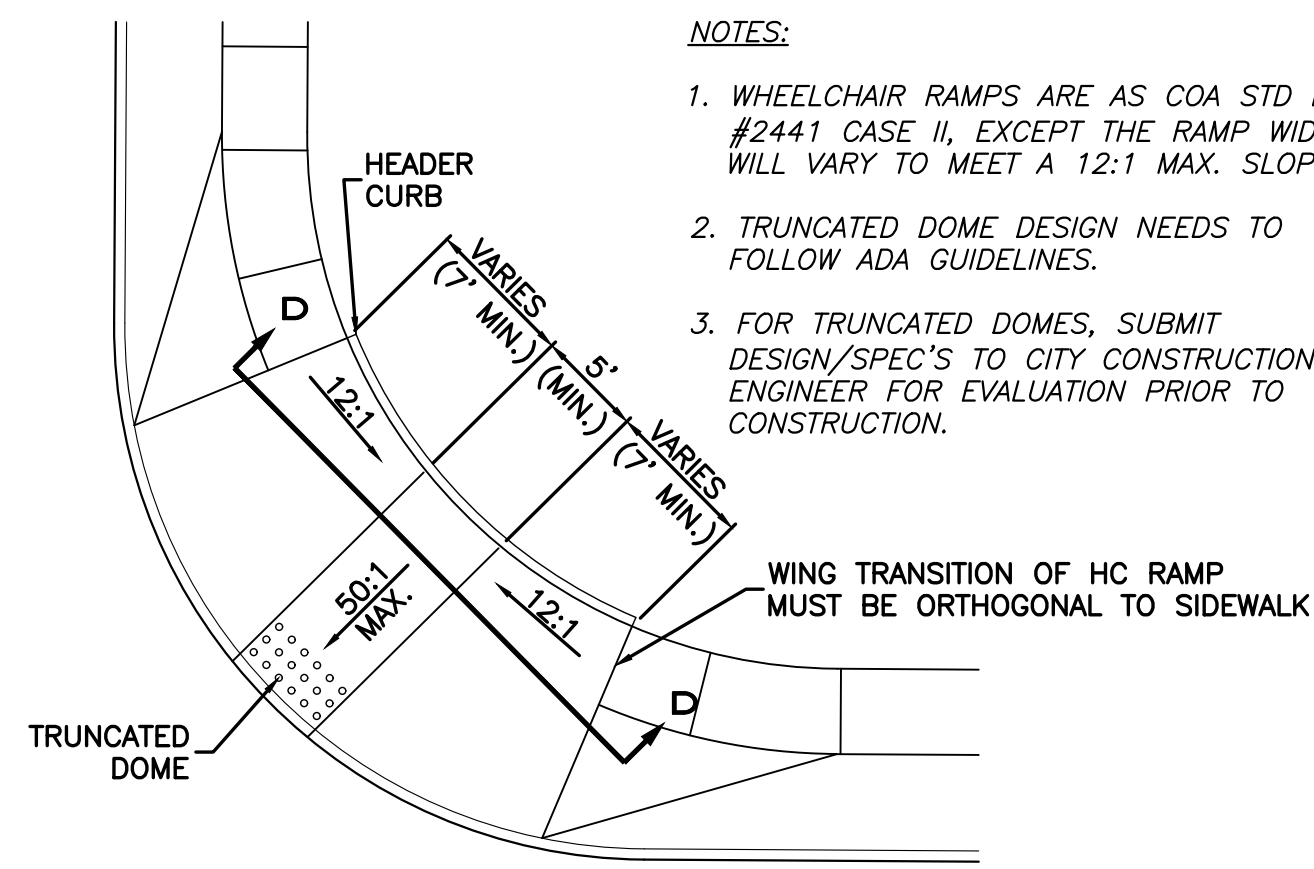 NOTES:
1. WHEELCHAIR RAMPS ARE AS COA STD
#2441 CASE II, EXCEPT THE RAMP
WILL VARY TO MEET A 12:1 MAX.
2. TRUNCATED DOME DESIGN NEEDS TO
FOLLOW ADA GUIDELINES.
3. FOR TRUNCATED DOMES, SUBMIT
DESIGN/SPEC'S TO CITY CONSTRUCTION
ENGINEER FOR EVALUATION PRIOR TO
CONSTRUCTION.
HEADER
CURB
VARIES
(7' MIN.)
5'
(MIN.)
VARIES
(7' MIN.)
D
12:1
50:1
MAX.
12:1
WING TRANSITION OF HC RAMP
MUST BE ORTHOGONAL TO SIDEWALK
D
TRUNCATED
DOME